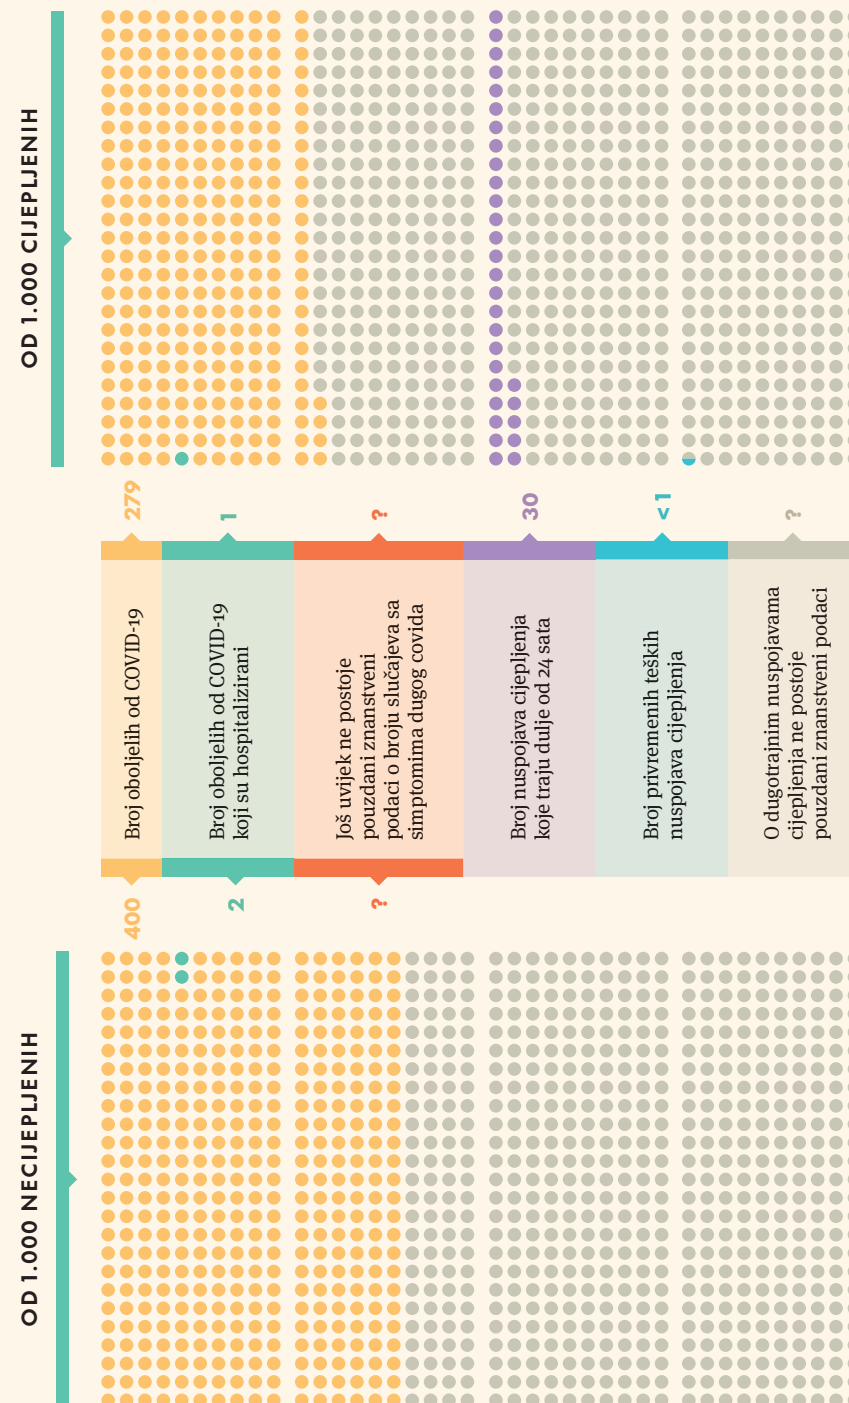 OD 1.000 NECIJEPLJENIH
OD 1.000 CIJEPLJENIH
400
Broj oboljelih od COVID-19
279
2
Broj oboljelih od COVID-19
koji su hospitalizirani
1
?
Još uvijek ne postoje
pouzdani znanstveni
podaci o broju slučajeva sa
simptomima dugog covida
?
Broj nuspojava cijepljenja
koje traju dulje od 24 sata
30
Broj privremenih teških
nuspojava cijepljenja
<1
O dugotrajnim nuspojavama
cijepljenja ne postoje
pouzdani znanstveni podaci
?